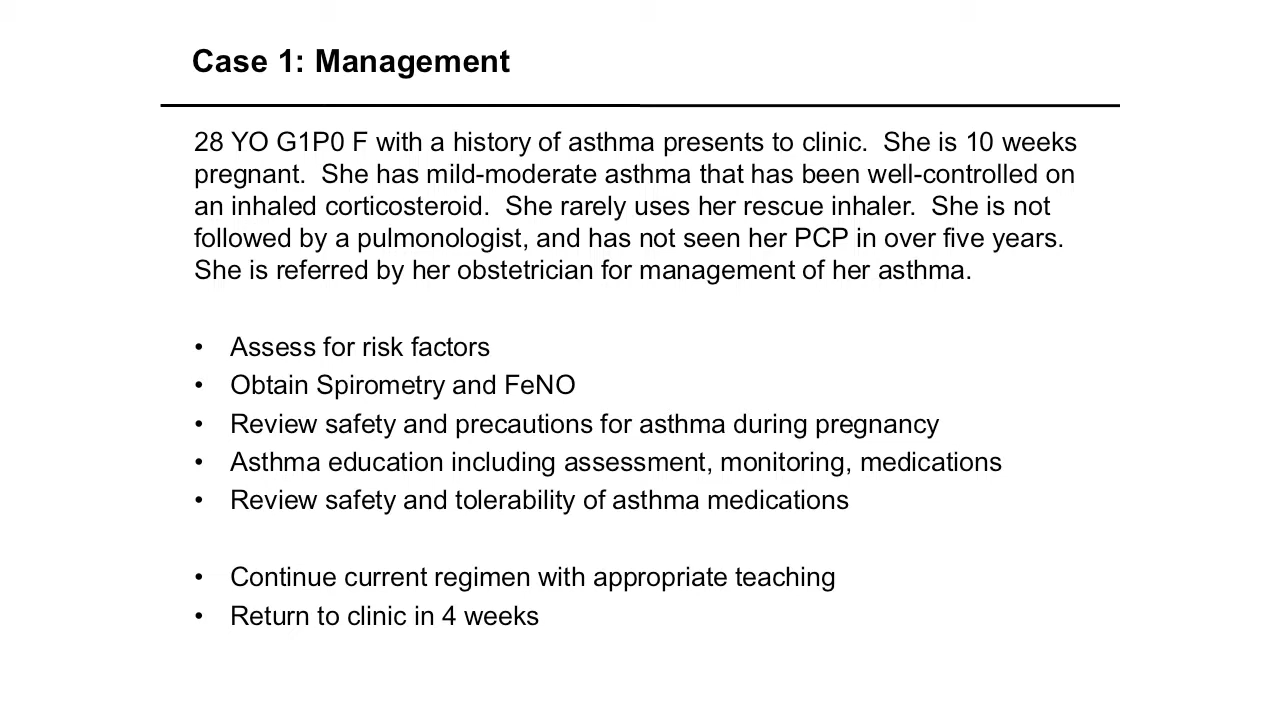 Case 1: Management
28 YO G1P0 F with a history of asthma presents to clinic.  She is 10 weeks
pregnant.  She has mild-moderate asthma that has been well-controlled on
an inhaled corticosteroid.  She rarely uses her rescue inhaler.  She is not
followed by a pulmonologist, and has not seen her PCP in over five years.
She is referred by her obstetrician for management of her asthma.
• Assess for risk factors
• Obtain Spirometry and FeNO
• Review safety and precautions for asthma during pregnancy
• Asthma education including assessment, monitoring, medications
• Review safety and tolerability of asthma medications
• Continue current regimen with appropriate teaching
• Return to clinic in 4 weeks